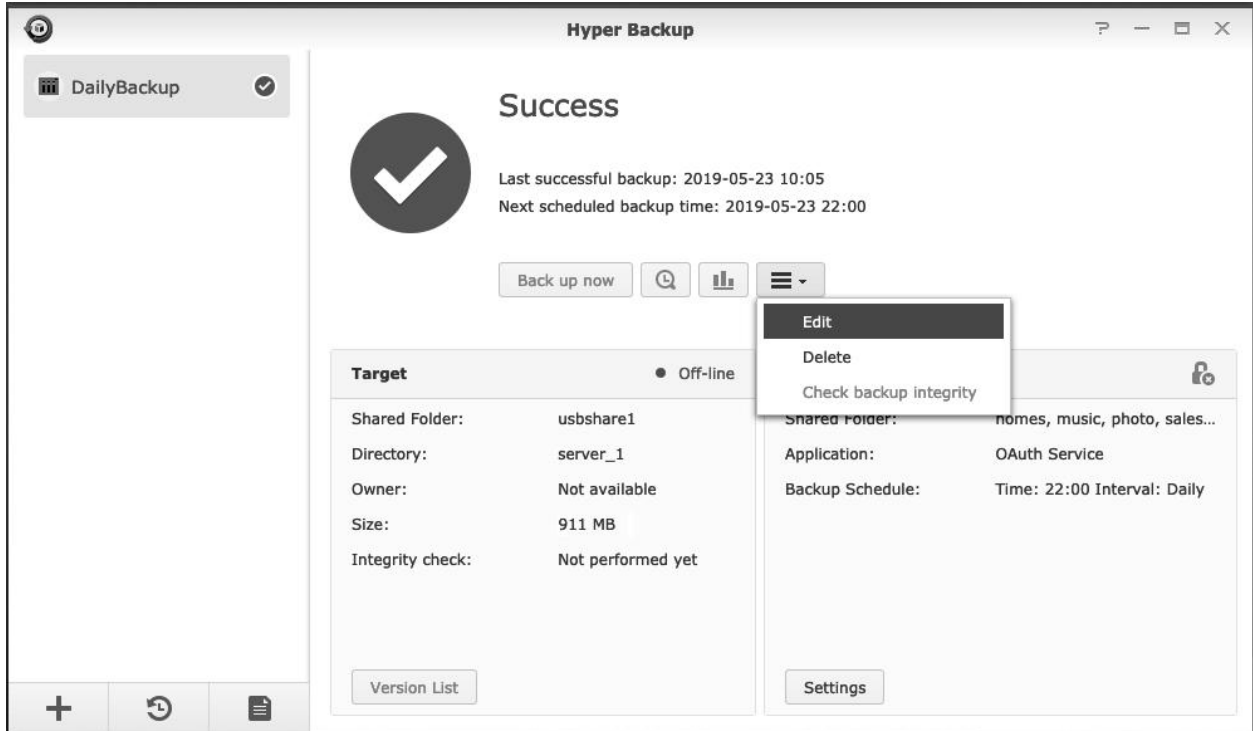 Hyper Backup
DailyBackup
Success
Last successful backup: 2019-05-23 10:05
Next scheduled backup time: 2019-05-23 22:00
Back up now
Edit
Delete
Check backup integrity
Target
Off-line
Shared Folder: usbshare1
Directory: server_1
Owner: Not available
Size: 911 MB
Integrity check: Not performed yet
Version List
Shared Folder: homes, music, photo, sales...
Application: OAuth Service
Backup Schedule: Time: 22:00 Interval: Daily
Settings